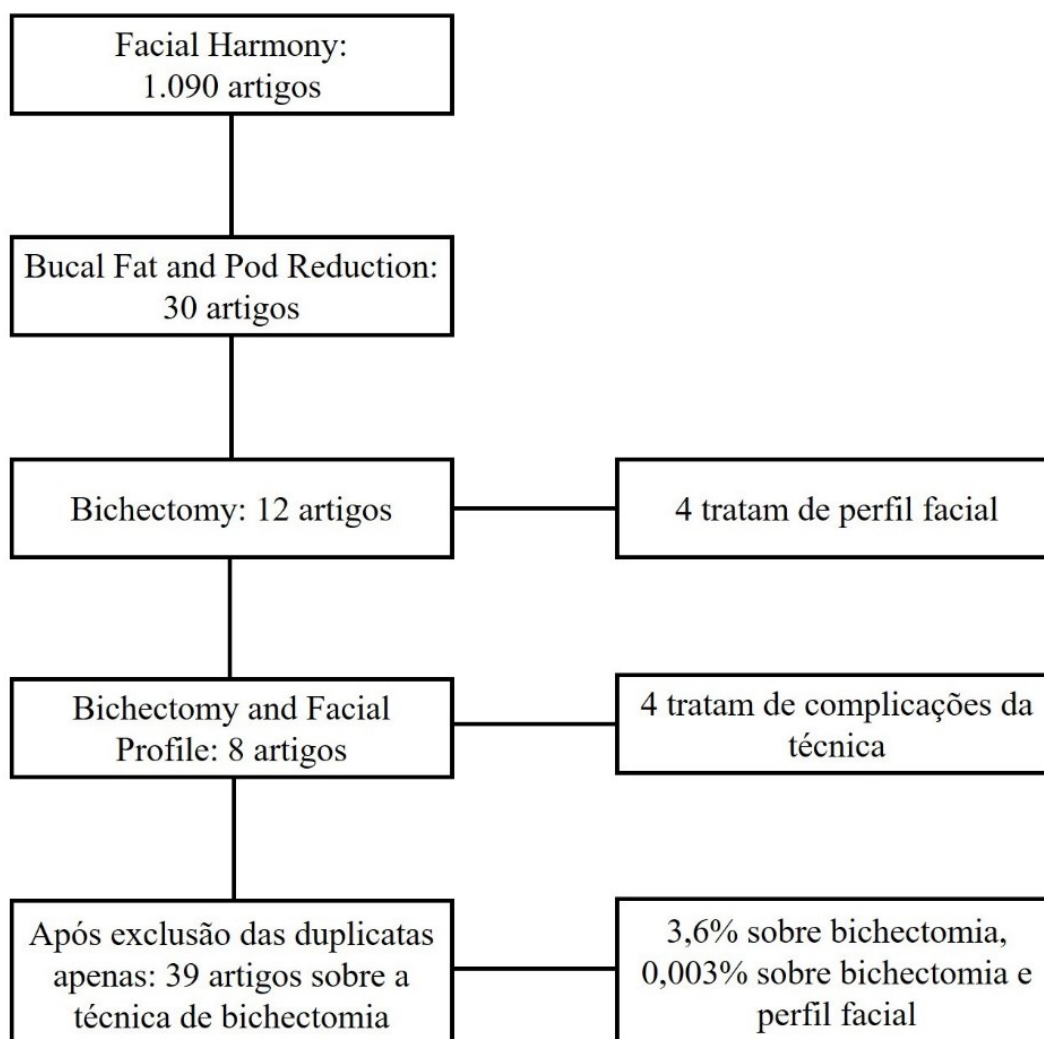 Facial Harmony:
1.090 artigos
Bucal Fat and Pod Reduction:
30 artigos
Bichectomy: 12 artigos
4 tratam de perfil facial
Bichectomy and Facial
Profile: 8 artigos
4 tratam de complicações da
técnica
Após exclusão das duplicatas
apenas: 39 artigos sobre a
técnica de bichectomia
3,6% sobre bichectomia,
0,003% sobre bichectomia e
perfil facial